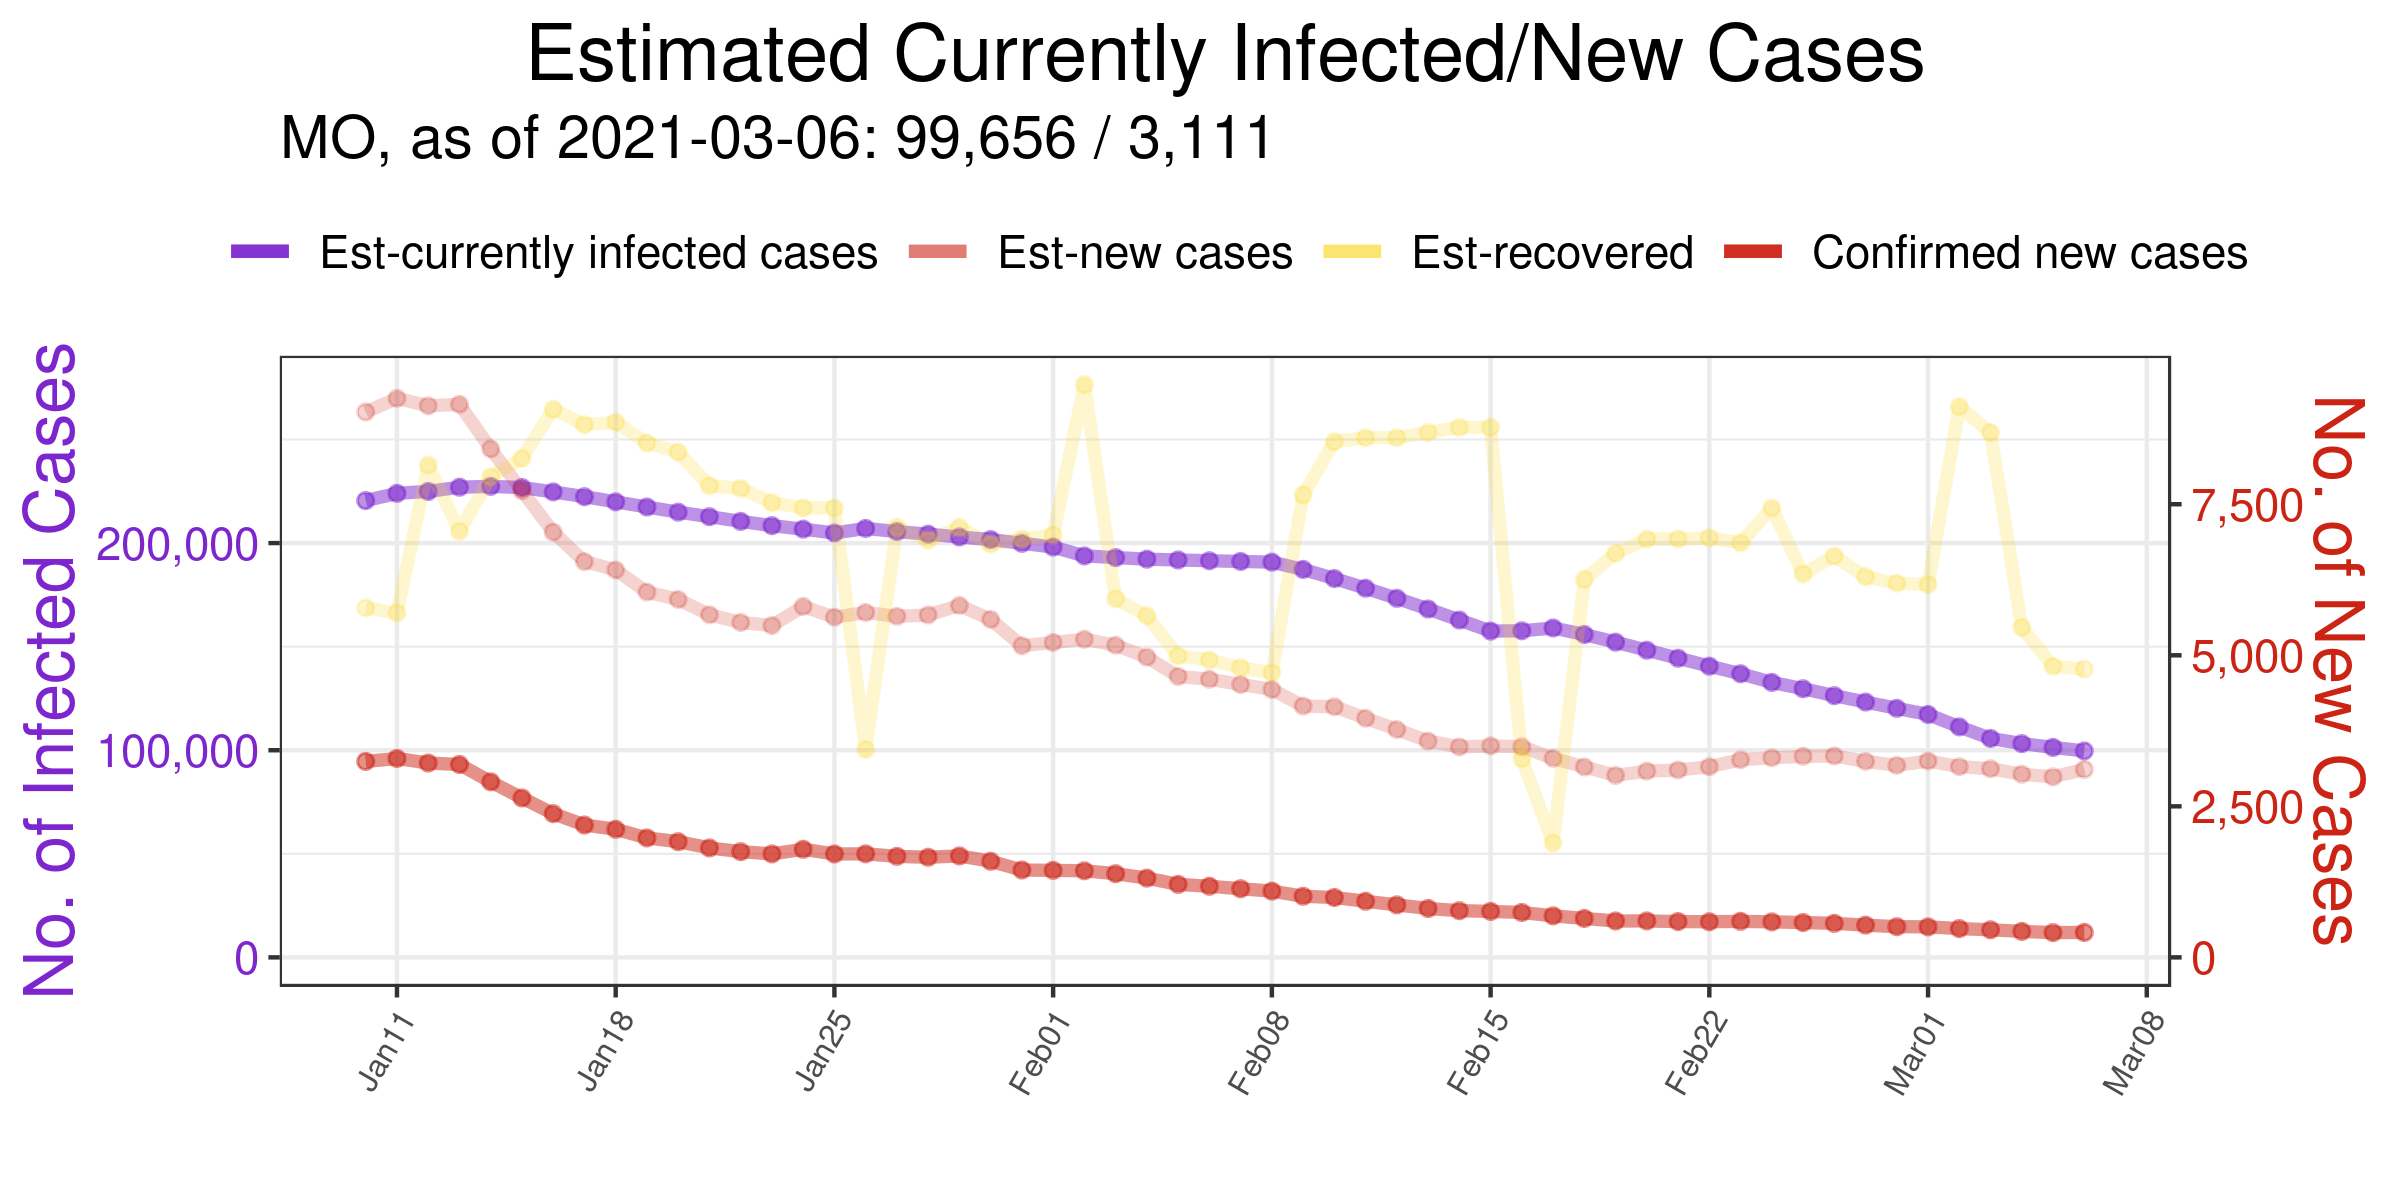 Estimated Currently Infected/New Cases
MO, as of 2021-03-06: 99,656 / 3,111
Est-currently infected cases Est-new cases Est-recovered Confirmed new cases
No. of Infected Cases
200,000
100,000
0
No. of New Cases
7,500
5,000
2,500
0
Jan11 Jan18 Jan25 Feb01 Feb08 Feb15 Feb22 Mar01 Mar08